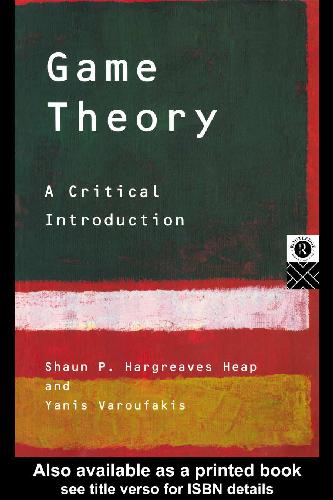 Game
Theory
A Critical
Introduction
ROUTLEDGE
R
Shaun P. Hargreaves Heap
and
Yanis Varoufakis
Also available as a printed book
see title verso for ISBN details